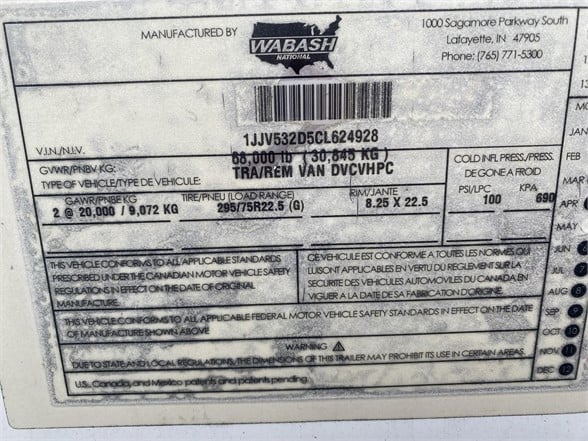 MANUFACTURED BY
WABASH
NATIONAL
1000 Sagamore Parkway South
Lafayette, IN 47905
Phone: (765) 771-5300
1JJV532D5CL624928
V.I.N./N.I.V.
68,000 lb ( 30,845 KG )
GVWR/PNBV KG:
TRA/REM VAN DVCVHPC
TYPE OF VEHICLE/TYPE DE VEHICULE:
COLD INFL PRESS./PRESS.
DE GONE A FROID
GAWR/PNBE KG
TIRE/PNEU (LOAD RANGE)
RIM/JANTE
PSI/LPC
KPA
2 @ 20,000 / 9,072 KG
295/75R22.5 (G)
8.25 X 22.5
100
690
THIS VEHICLE CONFORMS TO ALL APPLICABLE STANDARDS
PRESCRIBED UNDER THE CANADIAN MOTOR VEHICLE SAFETY
REGULATIONS IN EFFECT ON THE DATE OF ORIGINAL
MANUFACTURE.
CE VEHICULE EST CONFORME A TOUTES LES NORMES QUI
LUI SONT APPLICABLES EN VERTU DU REGLEMENT SUR LA
SECURITE DES VEHICULES AUTOMOBILES DU CANADA EN
VIGUER A LA DATE DE SA FABRICATION D'ORIGINE.
THIS VEHICLE CONFORMS TO ALL APPLICABLE FEDERAL MOTOR VEHICLE SAFETY STANDARDS IN EFFECT ON THE DATE
OF MANUFACTURE SHOWN ABOVE.
WARNING
DUE TO STATE AND LOCAL REGULATIONS, THE DIMENSIONS OF THIS TRAILER MAY PROHIBIT ITS USE IN CERTAIN AREAS.
U.S., Canada, and Mexico patents and patents pending.
MO
JAN
FEB
MAR
APR
MAY
JUN
JUL
AUG
SEP
OCT
NOV
DEC